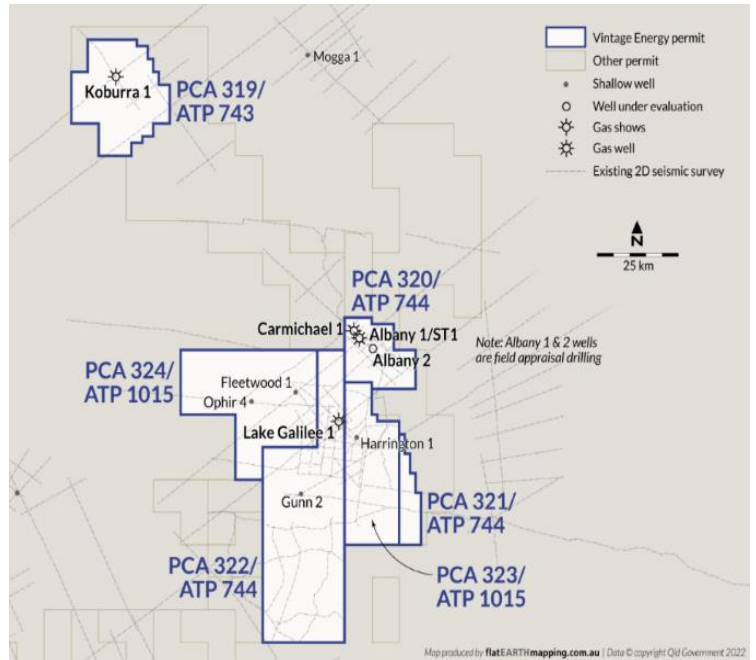 Mogga 1
Koburra 1
PCA 319/
ATP 743
Vintage Energy permit
Other permit
Shallow well
Well under evaluation
Gas shows
Gas well
Existing 2D seismic survey
N
25 km
PCA 320/
ATP 744
Carmichael 1
Albany 1/ST1
Albany 2
Note: Albany 1 & 2 wells
are field appraisal drilling
PCA 324/
ATP 1015
Fleetwood 1
Ophir 4
Lake Galilee 1
Harrington 1
Gunn 2
PCA 321/
ATP 744
PCA 322/
ATP 744
PCA 323/
ATP 1015
Map produced by flatEARTHmapping.com.au | Data © copyright Qld Government 2022